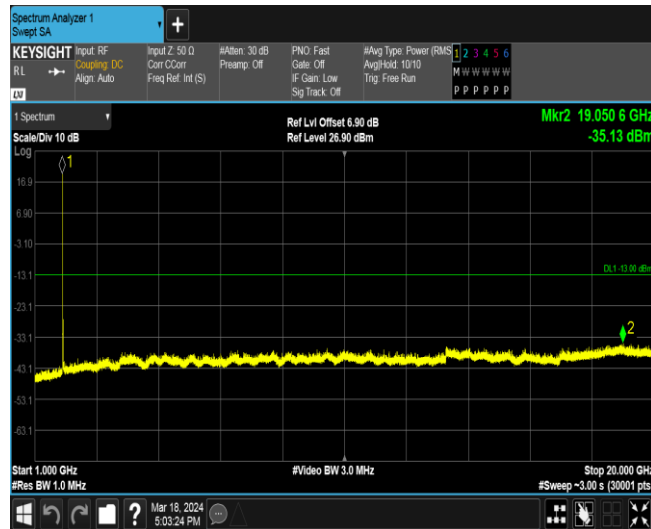 Spectrum Analyzer 1
Swept SA
+
KEYSIGHT
RL
LXI
Input: RF
Coupling: DC
Align: Auto
Input Z: 50 Ω
Corr CCorr
Freq Ref: Int (S)
#Atten: 30 dB
Preamp: Off
PNO: Fast
Gate: Off
IF Gain: Low
Sig Track: Off
#Avg Type: Power (RMS
Avg|Hold: 10/10
Trig: Free Run
1 2 3 4 5 6
M W W W W W
P P P P P P
1 Spectrum
Scale/Div 10 dB
Log
Ref Lvl Offset 6.90 dB
Ref Level 26.90 dBm
Mkr2 19.050 6 GHz
-35.13 dBm
1
16.9
6.90
-3.10
-13.1
DL1 -13.00 dBm
-23.1
-33.1
2
-43.1
-53.1
-63.1
Start 1.000 GHz
#Video BW 3.0 MHz
Stop 20.000 GHz
#Res BW 1.0 MHz
#Sweep ~3.00 s (30001 pts)
?
Mar 18, 2024
5:03:24 PM